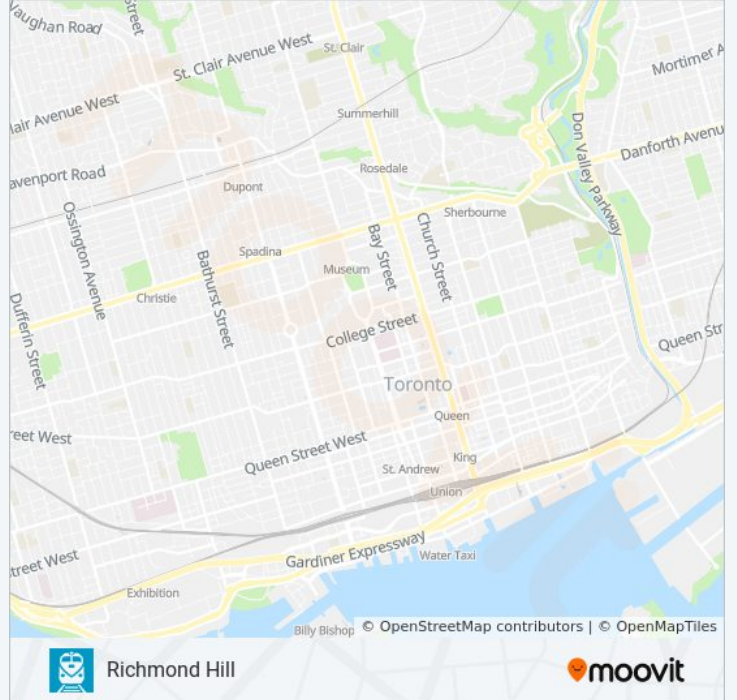 Vaughan Road
Street
St. Clair Avenue West
St. Clair
Mortimer A
lair Avenue West
Summerhill
Don Valley Parkway
Danforth Avenu
avenport Road
Rosedale
Dupont
Ossington Avenue
Sherbourne
Bay Street
Church Street
Bathurst Street
Spadina
Museum
Christie
Dufferin Street
College Street
Queen Str
Toronto
Queen
reet West
Queen Street West
King
St. Andrew
Union
treet West
Gardiner Expressway
Water Taxi
Exhibition
Billy Bishop
© OpenStreetMap contributors | © OpenMapTiles
Richmond Hill
moovit